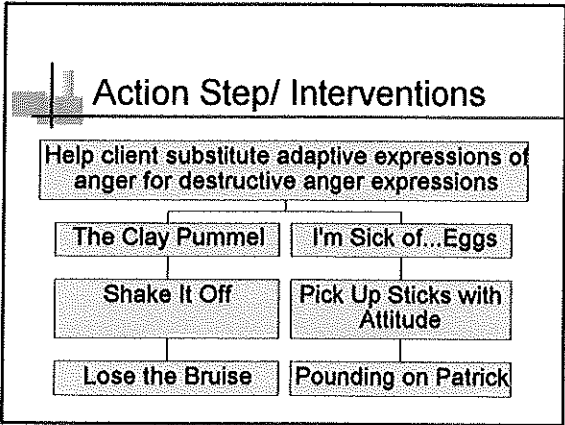 Action Step/ Interventions
Help client substitute adaptive expressions of
anger for destructive anger expressions
The Clay Pummel
I'm Sick of...Eggs
Shake It Off
Pick Up Sticks with
Attitude
Lose the Bruise
Pounding on Patrick